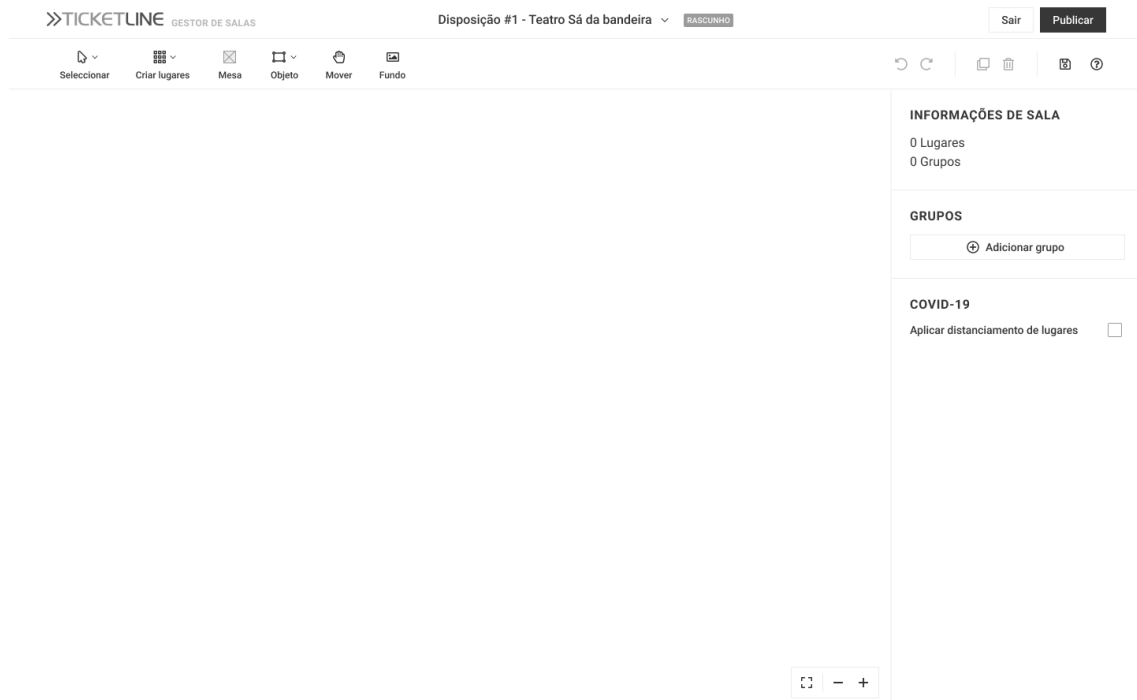 TICKETLINE GESTOR DE SALAS
Disposição #1 - Teatro Sá da bandeira
RASCUNHO
Sair
Publicar
Seleccionar
Criar lugares
Mesa
Objeto
Mover
Fundo
INFORMAÇÕES DE SALA
0 Lugares
0 Grupos
GRUPOS
Adicionar grupo
COVID-19
Aplicar distanciamento de lugares